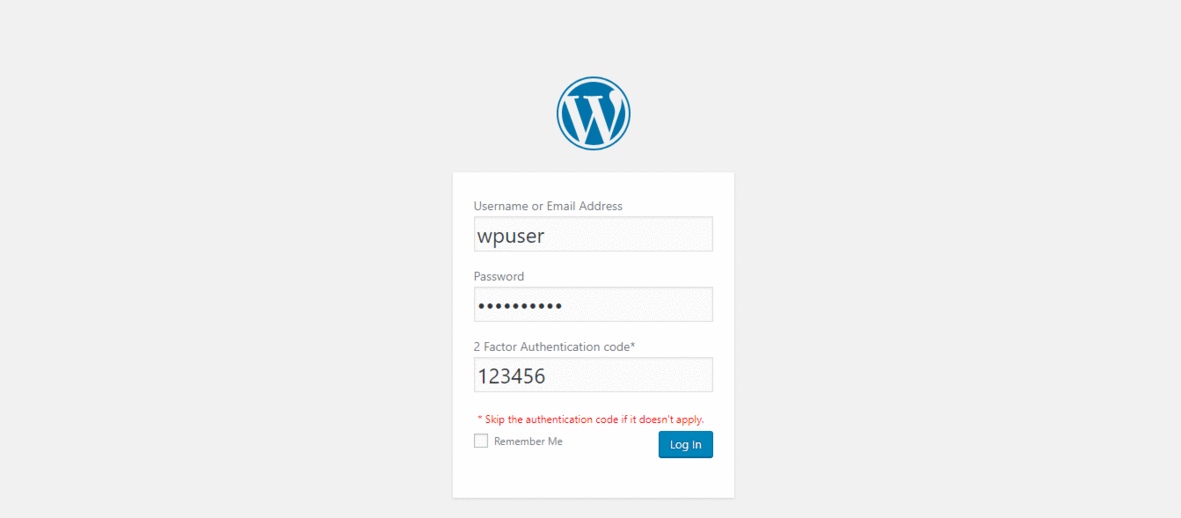 Username or Email Address
wpuser
Password
••••••••••
2 Factor Authentication code*
123456
* Skip the authentication code if it doesn't apply.
Remember Me
Log In